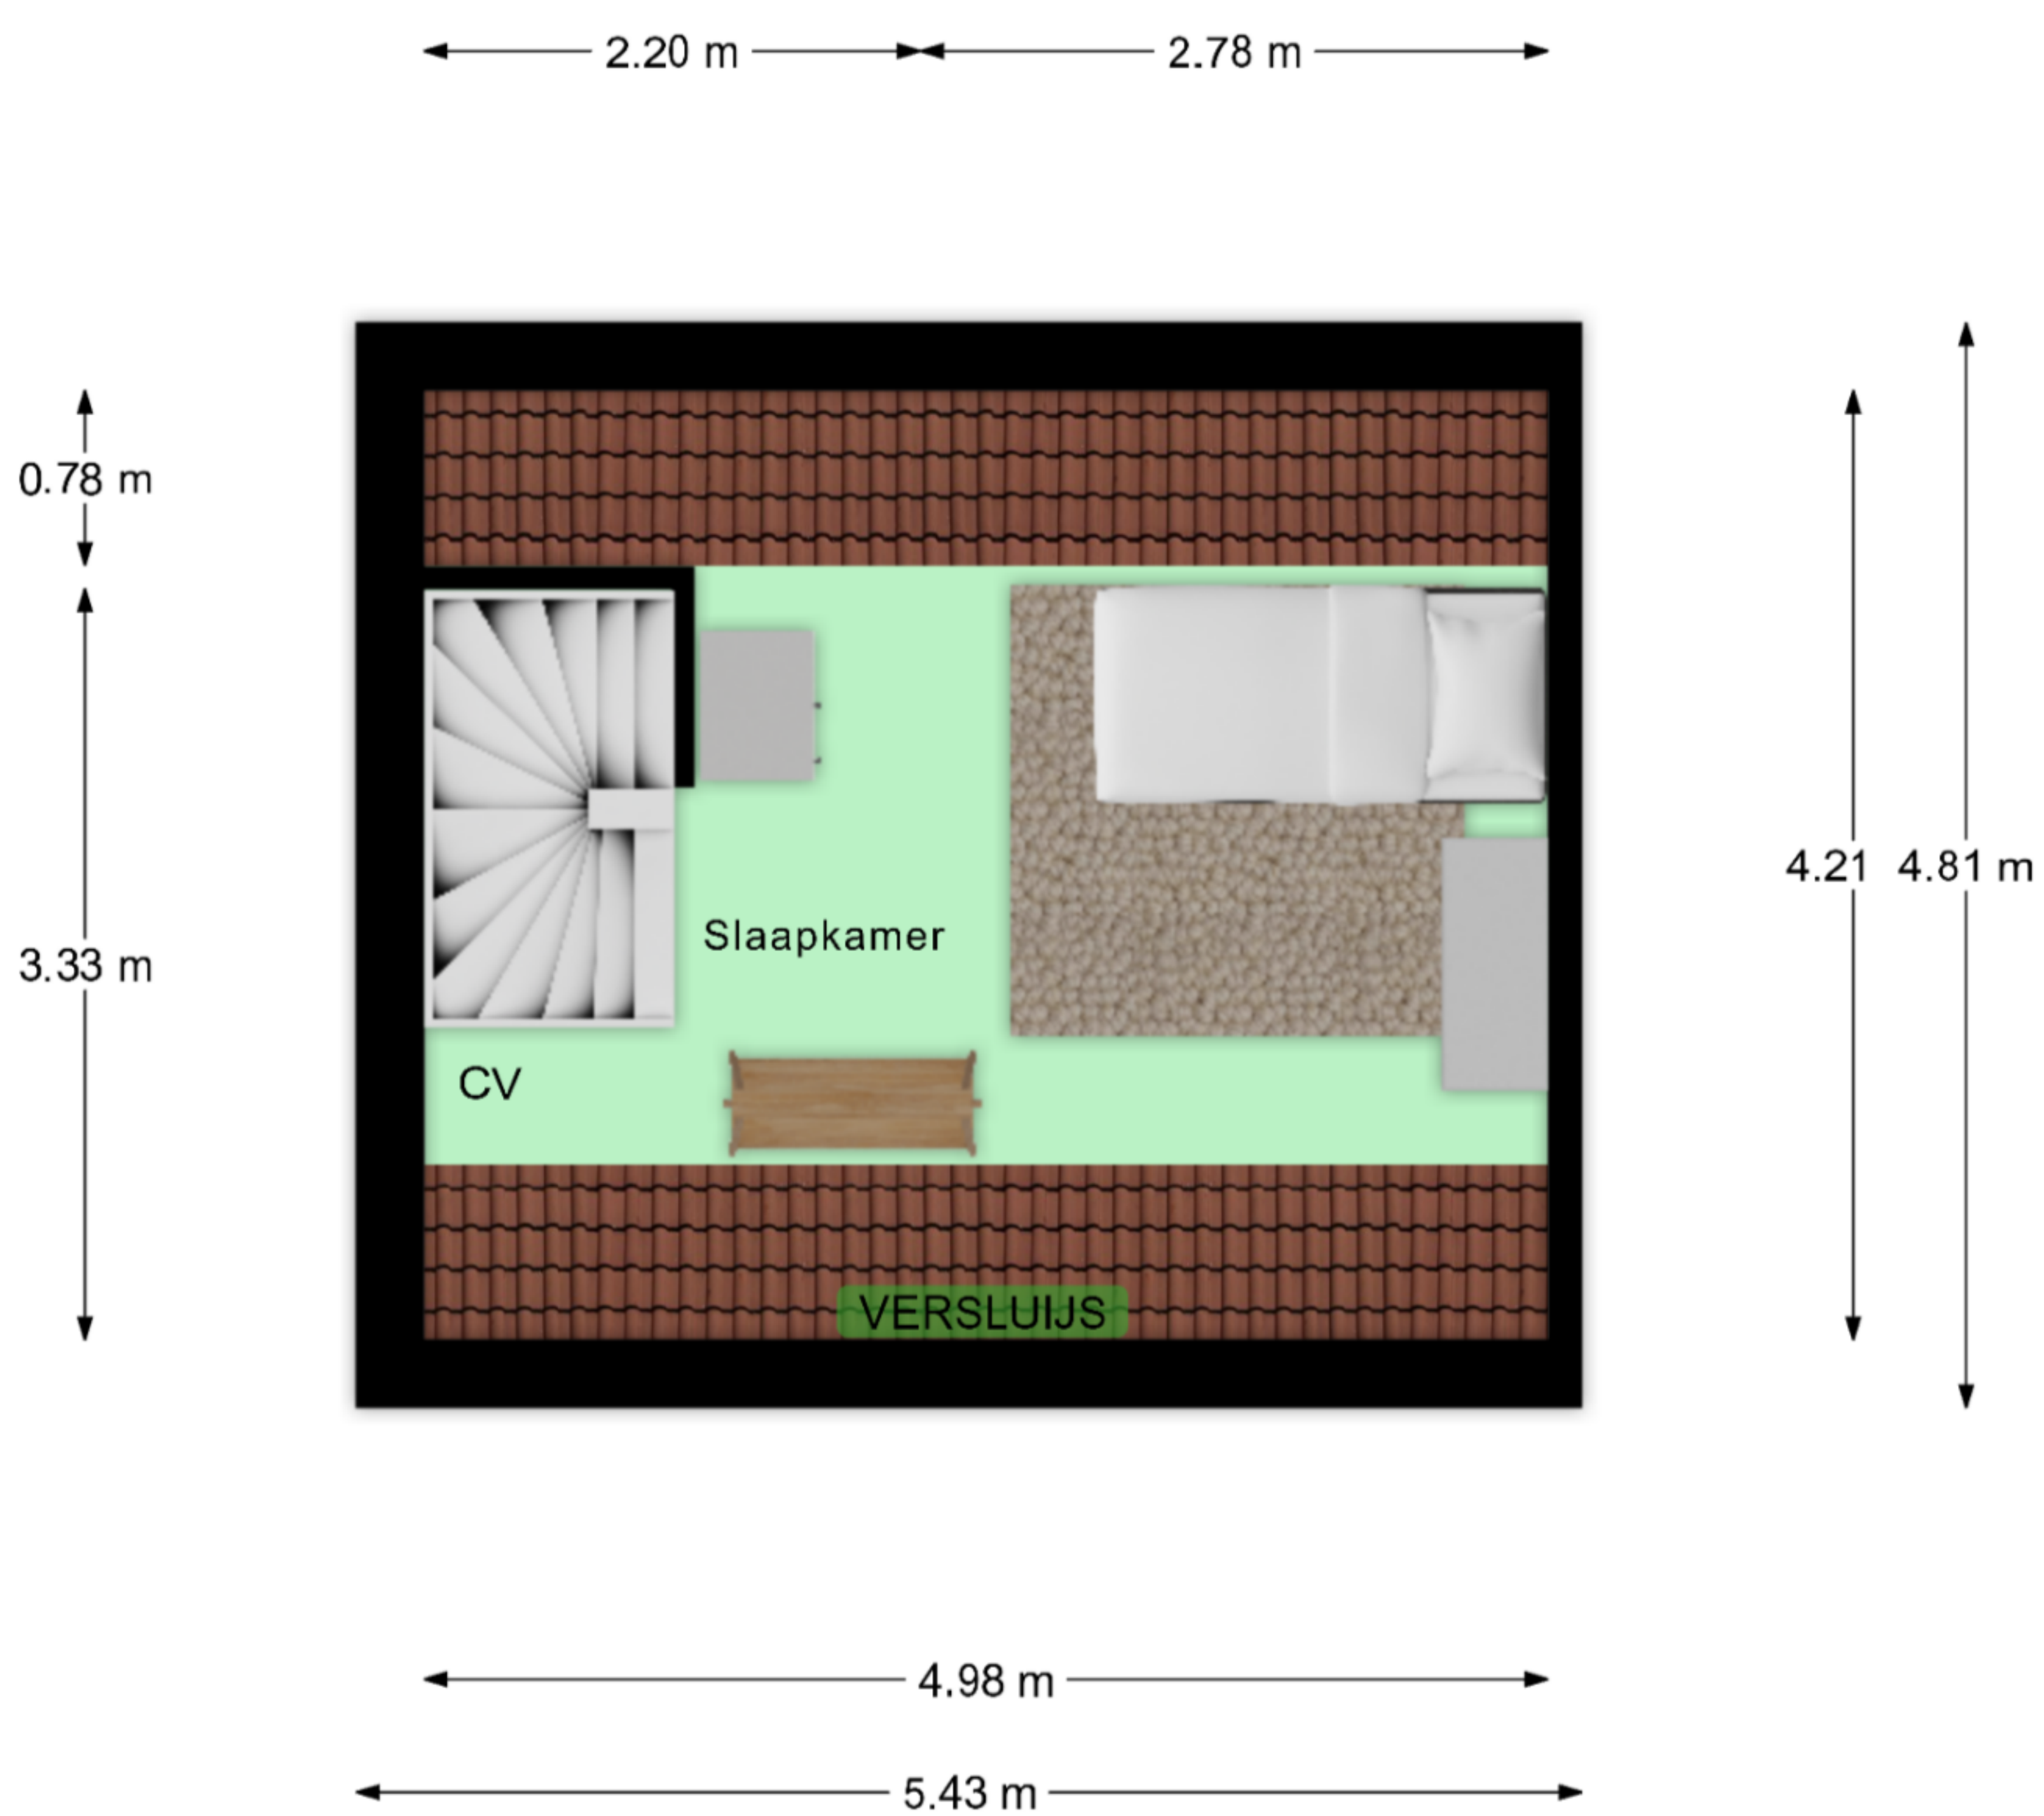 2.20 m 2.78 m
0.78 m
4.21 4.81 m
Slaapkamer
3.33 m
CV
VERSLUIJS
4.98 m
5.43 m